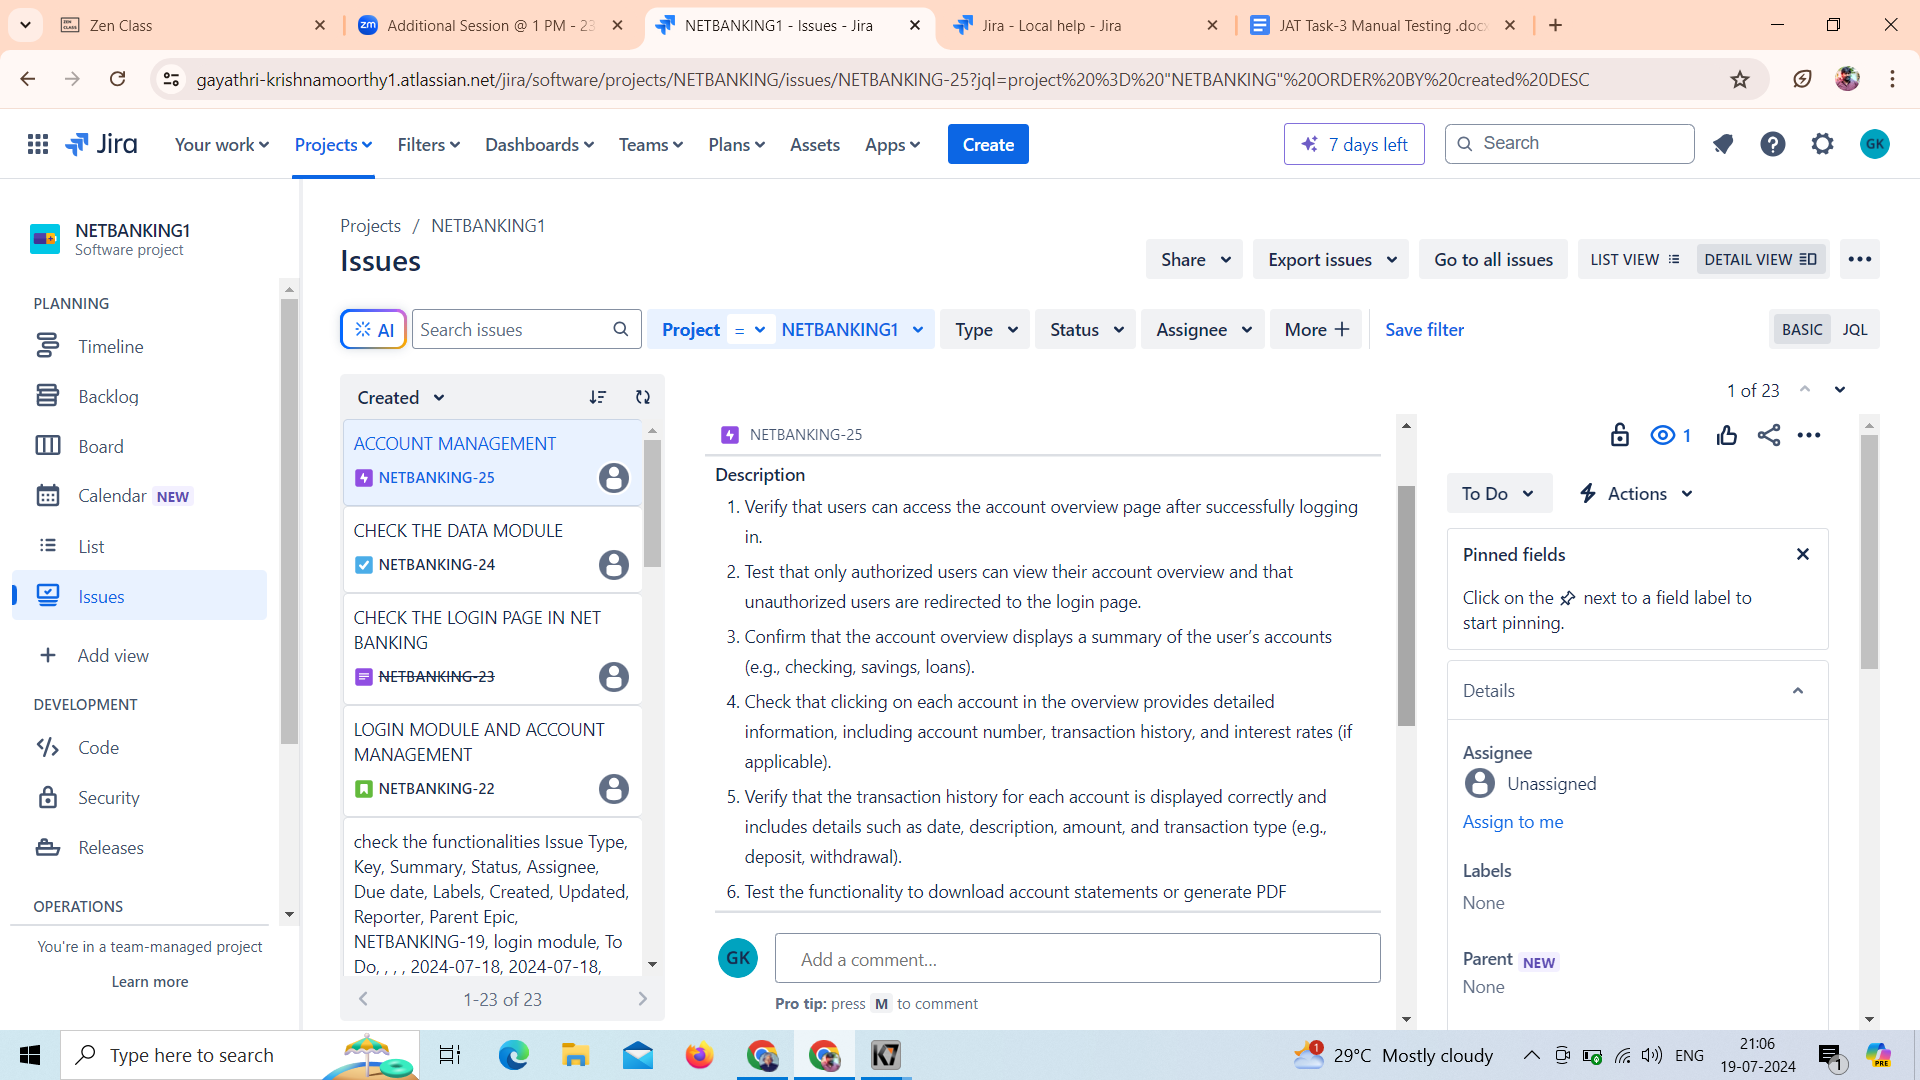 Zen Class
Additional Session @ 1 PM - 23
NETBANKING1 - Issues - Jira
Jira - Local help - Jira
JAT Task-3 Manual Testing .docx
gayathri-krishnamoorthy1.atlassian.net/jira/software/projects/NETBANKING/issues/NETBANKING-25?jql=project%20%3D%20"NETBANKING"%20ORDER%20BY%20created%20DESC
Jira
Your work
Projects
Filters
Dashboards
Teams
Plans
Assets
Apps
Create
7 days left
Search
GK
NETBANKING1
Software project
PLANNING
Timeline
Backlog
Board
Calendar NEW
List
Issues
Add view
DEVELOPMENT
Code
Security
Releases
OPERATIONS
You're in a team-managed project
Learn more
Projects / NETBANKING1
Issues
Share
Export issues
Go to all issues
LIST VIEW
DETAIL VIEW
AI
Search issues
Project = NETBANKING1
Type
Status
Assignee
More
Save filter
BASIC
JQL
Created
1 of 23
ACCOUNT MANAGEMENT
NETBANKING-25
CHECK THE DATA MODULE
NETBANKING-24
CHECK THE LOGIN PAGE IN NET
BANKING
NETBANKING-23
LOGIN MODULE AND ACCOUNT
MANAGEMENT
NETBANKING-22
check the functionalities Issue Type,
Key, Summary, Status, Assignee,
Due date, Labels, Created, Updated,
Reporter, Parent Epic,
NETBANKING-19, login module, To
Do, , , , 2024-07-18, 2024-07-18,
1-23 of 23
NETBANKING-25
Description
1. Verify that users can access the account overview page after successfully logging
in.
2. Test that only authorized users can view their account overview and that
unauthorized users are redirected to the login page.
3. Confirm that the account overview displays a summary of the user’s accounts
(e.g., checking, savings, loans).
4. Check that clicking on each account in the overview provides detailed
information, including account number, transaction history, and interest rates (if
applicable).
5. Verify that the transaction history for each account is displayed correctly and
includes details such as date, description, amount, and transaction type (e.g.,
deposit, withdrawal).
6. Test the functionality to download account statements or generate PDF
GK
Add a comment...
Pro tip: press M to comment
1
To Do
Actions
Pinned fields
Click on the next to a field label to
start pinning.
Details
Assignee
Unassigned
Assign to me
Labels
None
Parent NEW
None
Type here to search
1
29°C Mostly cloudy
ENG
21:06
19-07-2024
1
PRE